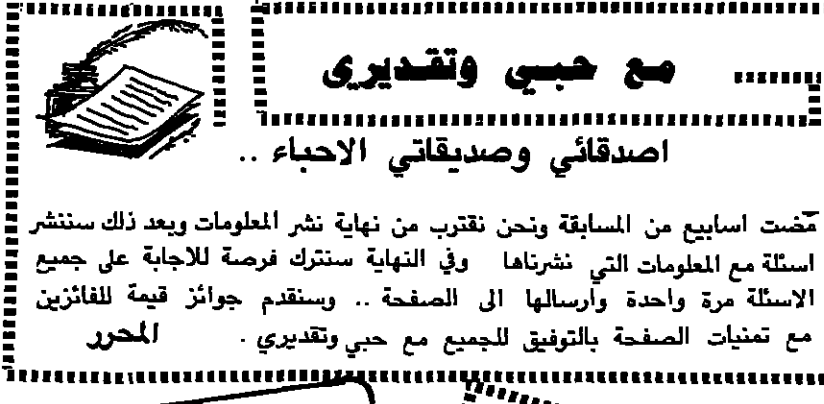 مع حبي وتقديرى
اصدقائي وصديقاتي الاحباء ..
مضت اسابيع من المسابقة ونحن نقترب من نهاية نشر المعلومات وبعد ذلك سننشر
اسئلة مع المعلومات التي نشرناها وفي النهاية سنترك فرصة للاجابة على جميع
الاسئلة مرة واحدة وارسالها الى الصفحة .. وسنقدم جوائز قيمة للفائزين
مع تمنيات الصفحة بالتوفيق للجميع مع حبي وتقديري .
المحرر